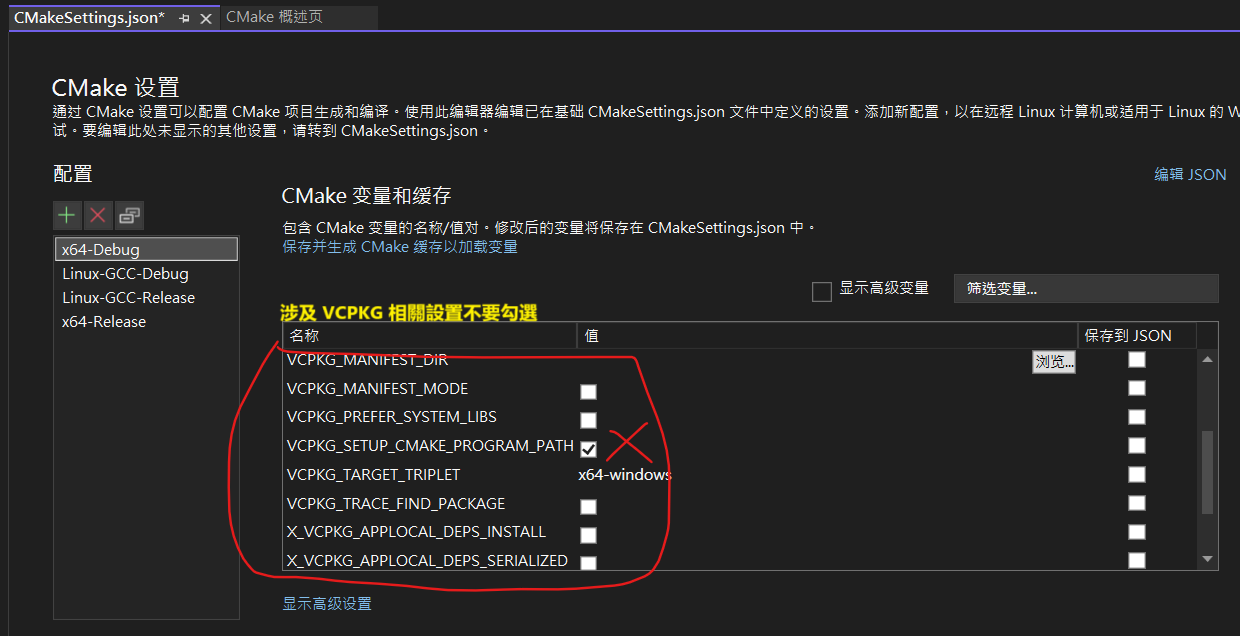 CMakeSettings.json*
CMake 概述页
CMake 设置
通过 CMake 设置可以配置 CMake 项目生成和编译。使用此编辑器编辑已在基础 CMakeSettings.json 文件中定义的设置。添加新配置，以在远程 Linux 计算机或适用于 Linux 的 W
试。要编辑此处未显示的其他设置，请转到 CMakeSettings.json。
配置
编辑 JSON
CMake 变量和缓存
包含 CMake 变量的名称/值对。修改后的变量将保存在 CMakeSettings.json 中。
保存并生成 CMake 缓存以加载变量
x64-Debug
Linux-GCC-Debug
Linux-GCC-Release
x64-Release
显示高级变量
筛选变量...
涉及 VCPKG 相關設置不要勾選
名称 值 保存到 JSON
VCPKG_MANIFEST_DIR 浏览...
VCPKG_MANIFEST_MODE
VCPKG_PREFER_SYSTEM_LIBS
VCPKG_SETUP_CMAKE_PROGRAM_PATH
VCPKG_TARGET_TRIPLET x64-windows
VCPKG_TRACE_FIND_PACKAGE
X_VCPKG_APPLOCAL_DEPS_INSTALL
X_VCPKG_APPLOCAL_DEPS_SERIALIZED
显示高级设置